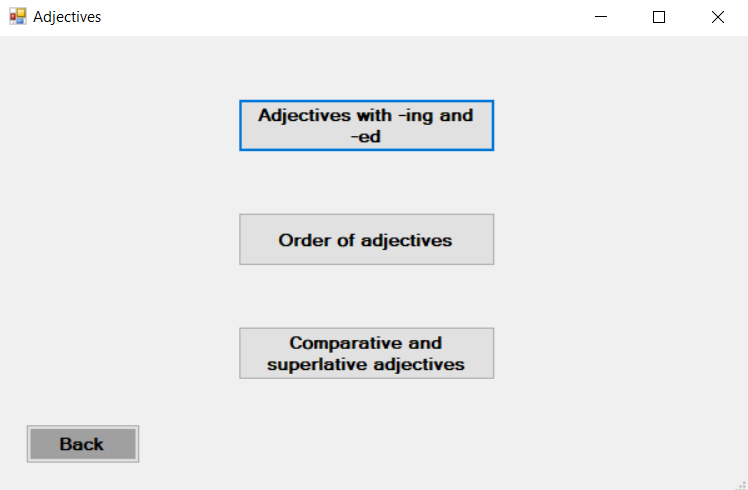 Adjectives
Adjectives with -ing and
-ed
Order of adjectives
Comparative and
superlative adjectives
Back